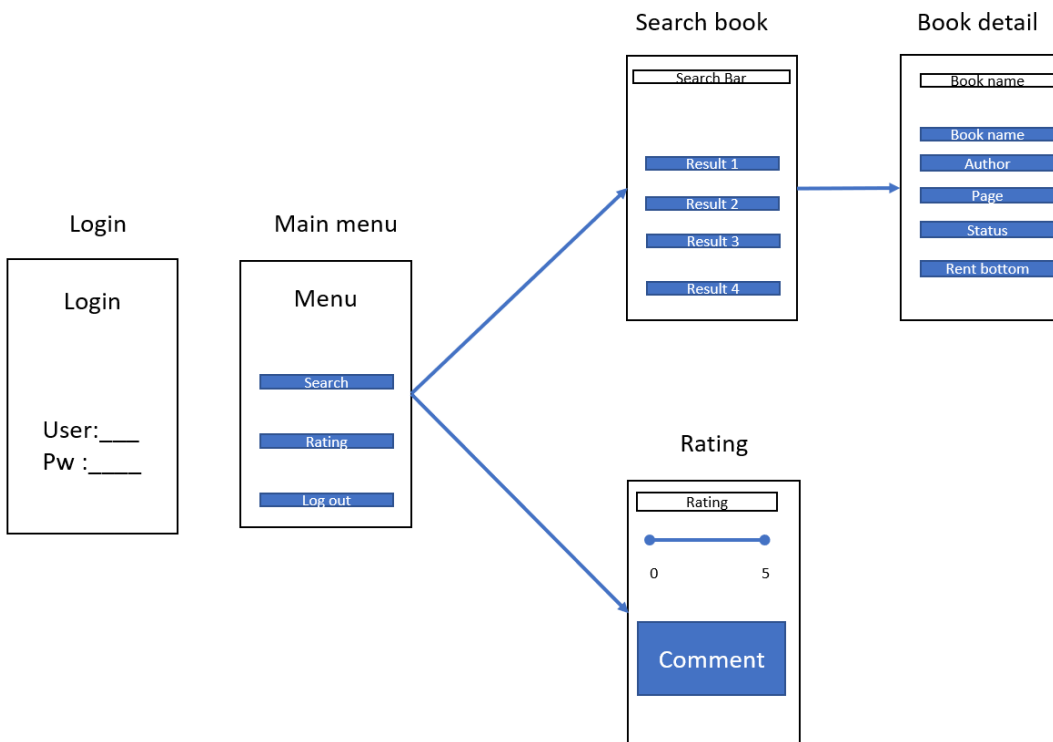 Login
Login
User:___
Pw :____
Main menu
Menu
Search
Rating
Log out
Search book
Search Bar
Result 1
Result 2
Result 3
Result 4
Book detail
Book name
Book name
Author
Page
Status
Rent bottom
Rating
Rating
0 5
Comment